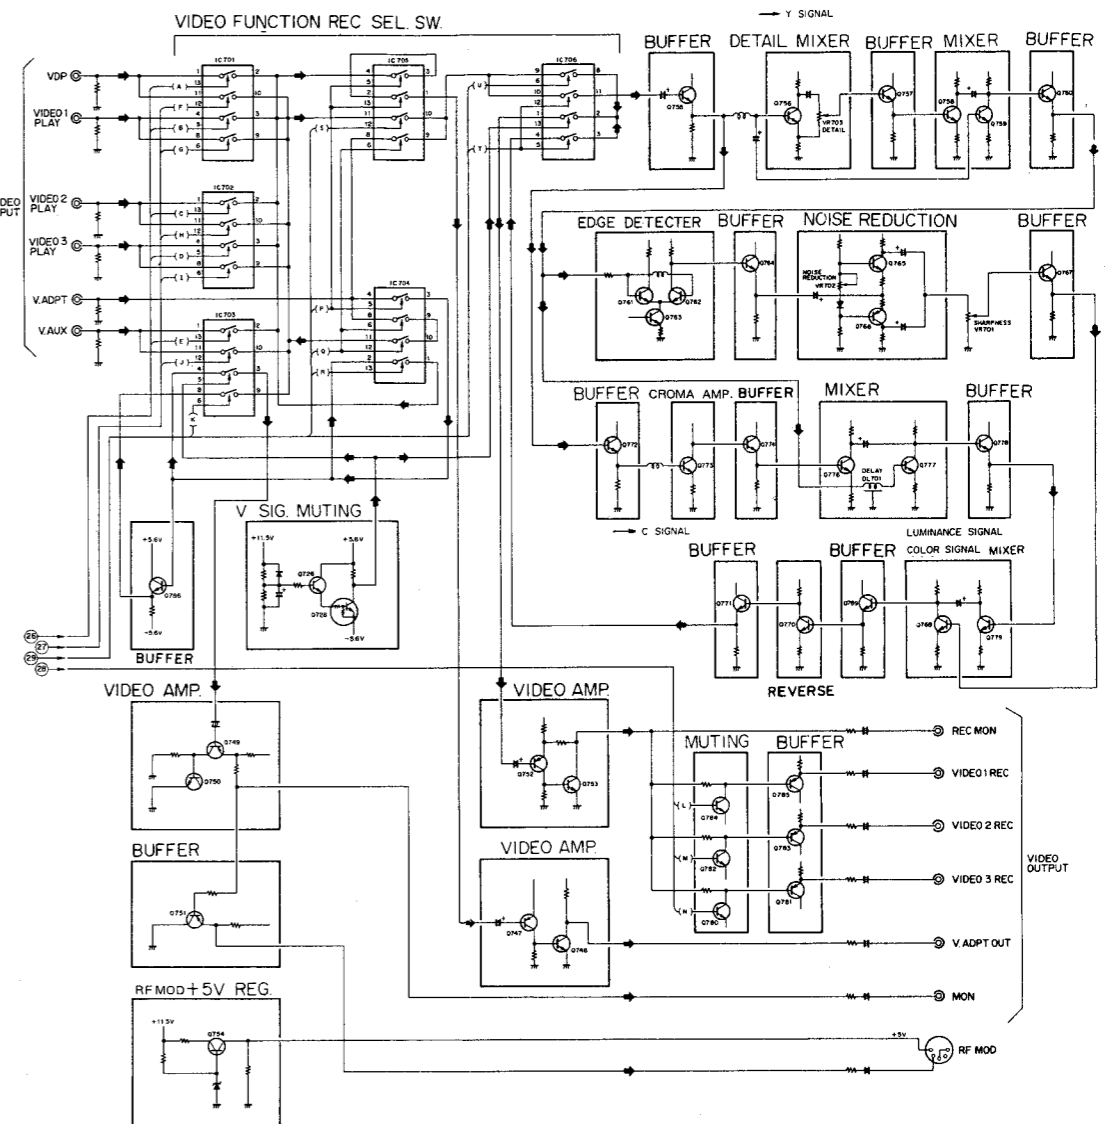 → Y SIGNAL
VIDEO FUNCTION REC SEL. SW.
BUFFER DETAIL MIXER BUFFER MIXER BUFFER
IC701
IC705
IC706
VDP
VIDEO 1
PLAY
(A)
(F)
(B)
(G)
(S)
(U)
(T)
Q756
VR703
DETAIL
Q757
Q758
Q759
Q760
IC702
DEO
PUT
VIDEO 2
PLAY
VIDEO 3
PLAY
(C)
(H)
(D)
(I)
EDGE DETECTER BUFFER NOISE REDUCTION BUFFER
Q761
Q762
Q763
Q764
NOISE
REDUCTION
VR702
Q765
Q766
SHARPNESS
VR701
Q767
V.ADPT
V.AUX
IC703
IC704
(E)
(J)
(K)
(P)
(Q)
(R)
BUFFER CROMA AMP. BUFFER MIXER BUFFER
Q772
Q773
Q774
Q776
DELAY
DL701
Q777
Q778
→ C SIGNAL
V SIG. MUTING
+5.6V
Q786
-5.6V
BUFFER
+11.5V
+5.6V
Q726
Q728
-5.6V
LUMINANCE SIGNAL
COLOR SIGNAL MIXER
BUFFER BUFFER
Q771
Q770
Q769
Q768
Q779
REVERSE
26
27
29
28
VIDEO AMP.
Q749
Q750
VIDEO AMP.
Q752
Q753
MUTING BUFFER
(L)
Q784
Q785
(M)
Q782
Q783
(N)
Q780
Q781
REC MON
VIDEO 1 REC
VIDEO 2 REC
VIDEO 3 REC
V. ADPT OUT
MON
VIDEO
OUTPUT
BUFFER
Q751
VIDEO AMP.
Q747
Q746
RF MOD +5V REG.
+11.5V
Q754
+5V
RF MOD